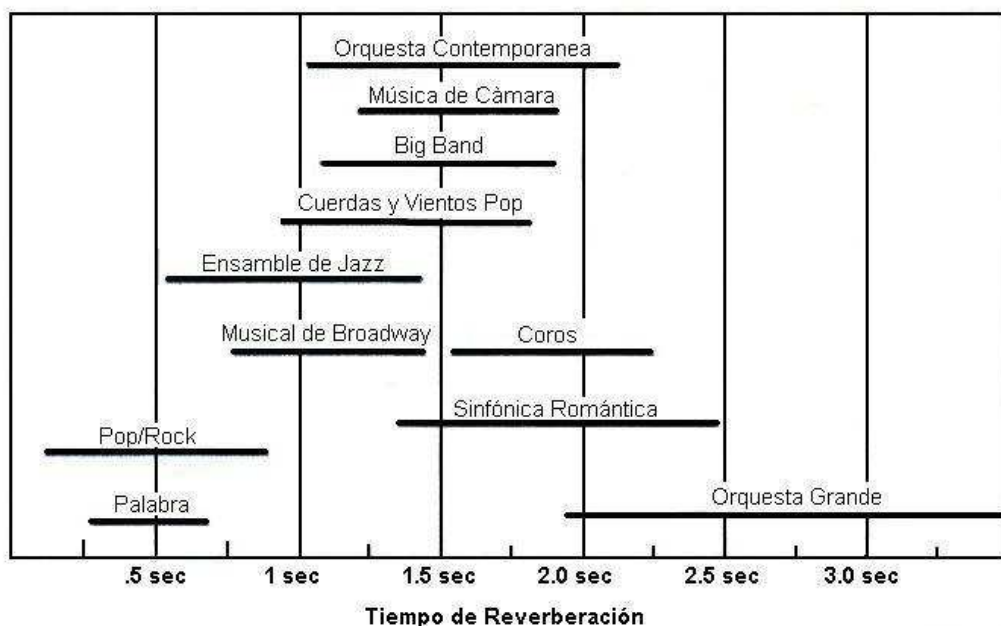 Orquesta Contemporanea
Música de Càmara
Big Band
Cuerdas y Vientos Pop
Ensamble de Jazz
Musical de Broadway
Coros
Sinfónica Romántica
Pop/Rock
Palabra
Orquesta Grande
.5 sec 1 sec 1.5 sec 2.0 sec 2.5 sec 3.0 sec
Tiempo de Reverberación